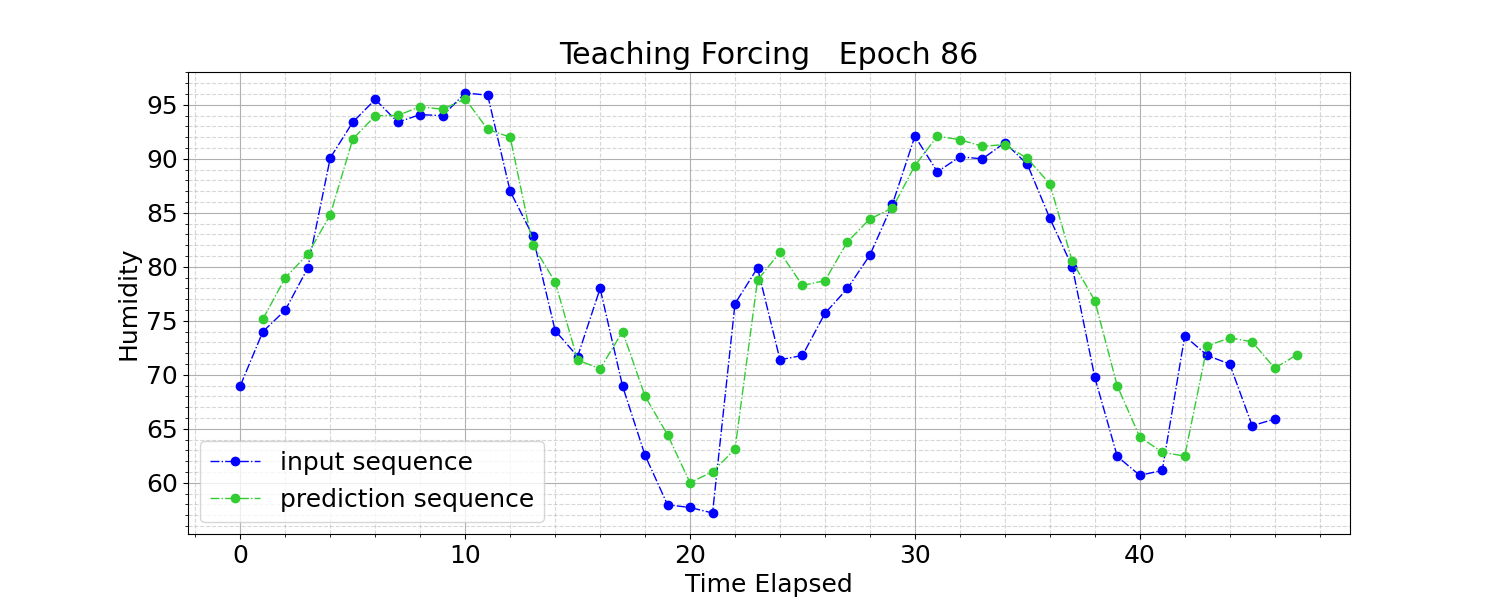 Teaching Forcing   Epoch 86
Humidity
95
90
85
80
75
70
65
60
input sequence
prediction sequence
0 10 20 30 40
Time Elapsed